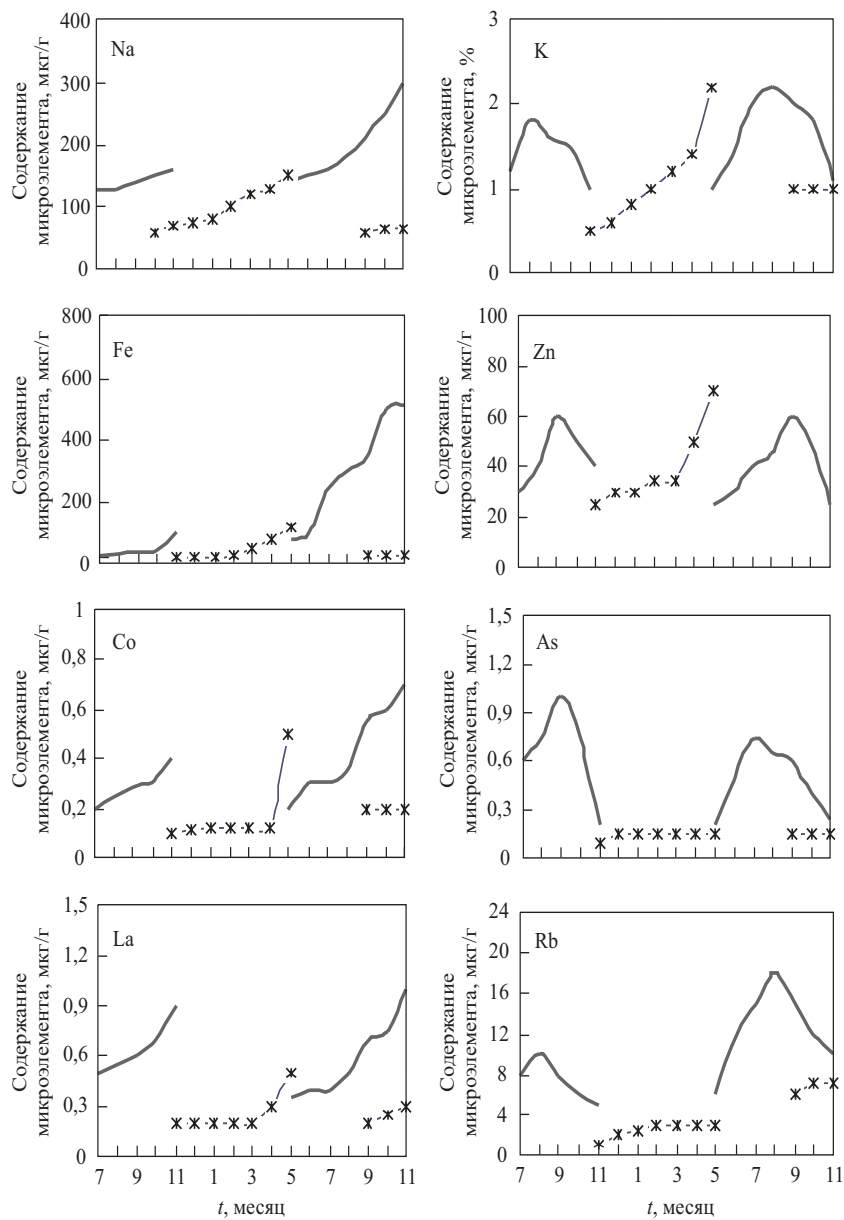 Содержание
микроэлемента, мкг/г
400
300
200
100
0
Na
Содержание
микроэлемента, %
3
2
1
0
K
Содержание
микроэлемента, мкг/г
800
600
400
200
0
Fe
Содержание
микроэлемента, мкг/г
100
80
60
40
20
0
Zn
Содержание
микроэлемента, мкг/г
1
0,8
0,6
0,4
0,2
0
Co
Содержание
микроэлемента, мкг/г
1,5
1,2
0,9
0,6
0,3
0
As
Содержание
микроэлемента, мкг/г
1,5
1,2
0,9
0,6
0,3
0
La
7 9 11 1 3 5 7 9 11
t, месяц
Содержание
микроэлемента, мкг/г
24
20
16
12
8
4
0
Rb
7 9 11 1 3 5 7 9 11
t, месяц